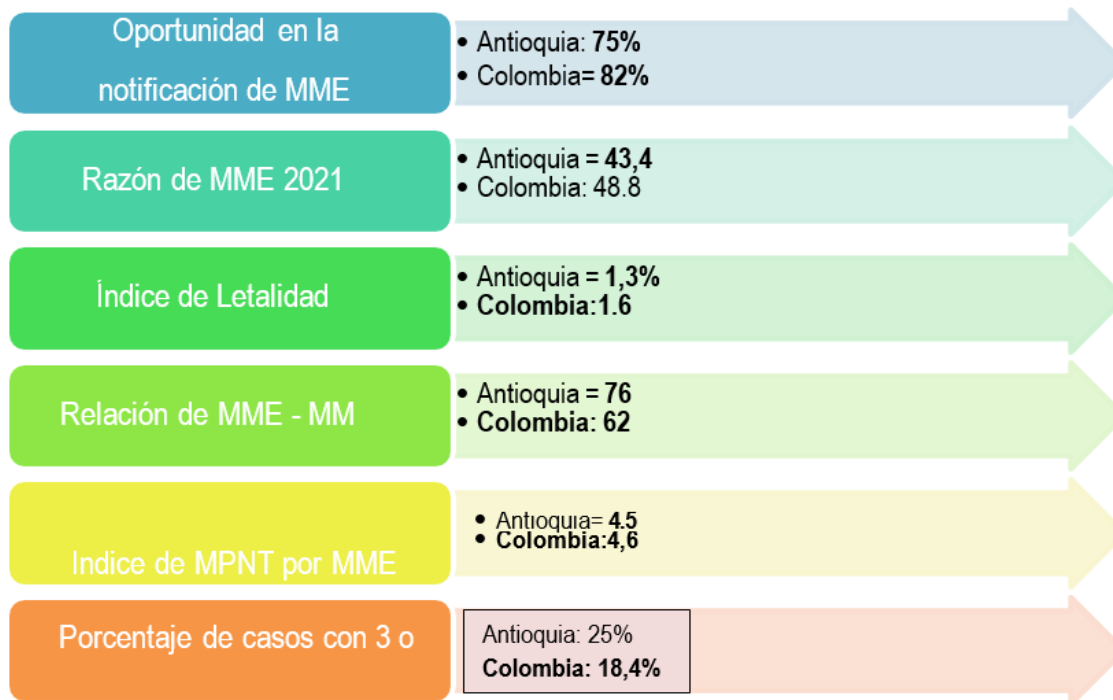 Oportunidad en la
notificación de MME
• Antioquia: 75%
• Colombia= 82%
Razón de MME 2021
• Antioquia = 43,4
• Colombia: 48.8
Índice de Letalidad
• Antioquia = 1,3%
• Colombia:1.6
Relación de MME - MM
• Antioquia = 76
• Colombia: 62
Indice de MPNT por MME
• Antioquia= 4.5
• Colombia:4,6
Porcentaje de casos con 3 o
Antioquia: 25%
Colombia: 18,4%